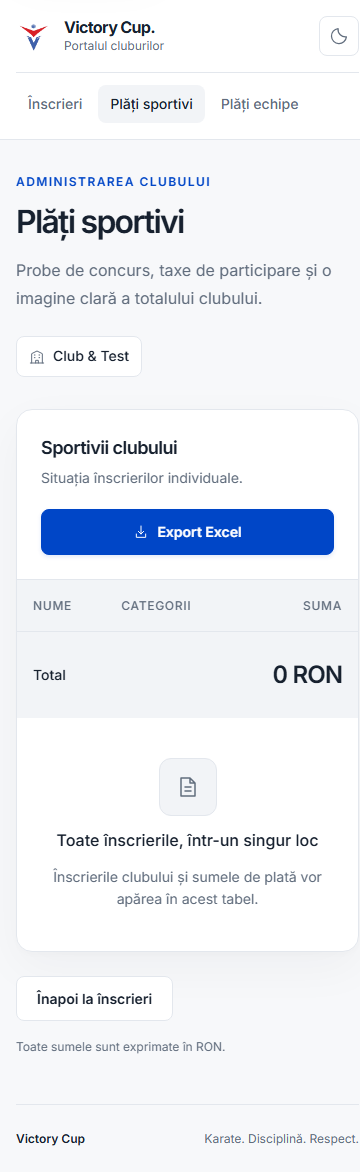 Victory Cup.
Portalul cluburilor
Înscrieri
Plăți sportivi
Plăți echipe
ADMINISTRAREA CLUBULUI
Plăți sportivi
Probe de concurs, taxe de participare și o
imagine clară a totalului clubului.
Club & Test
Sportivii clubului
Situația înscrierilor individuale.
Export Excel
NUME CATEGORII SUMA
Total 0 RON
Toate înscrierile, într-un singur loc
Înscrierile clubului și sumele de plată vor
apărea în acest tabel.
Înapoi la înscrieri
Toate sumele sunt exprimate în RON.
Victory Cup Karate. Disciplină. Respect.